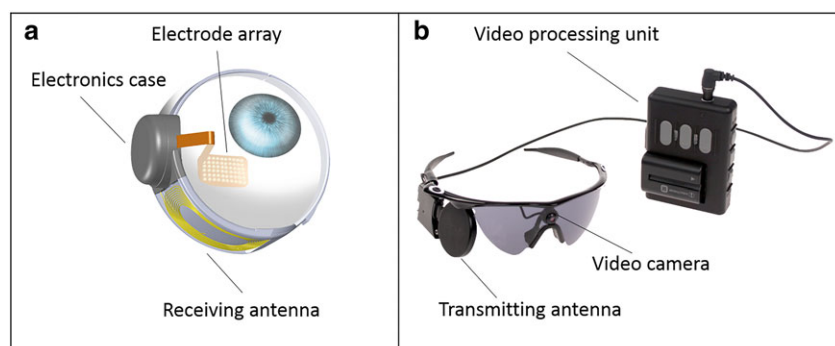 a
Electrode array
Electronics case
Receiving antenna
b
Video processing unit
Video camera
Transmitting antenna